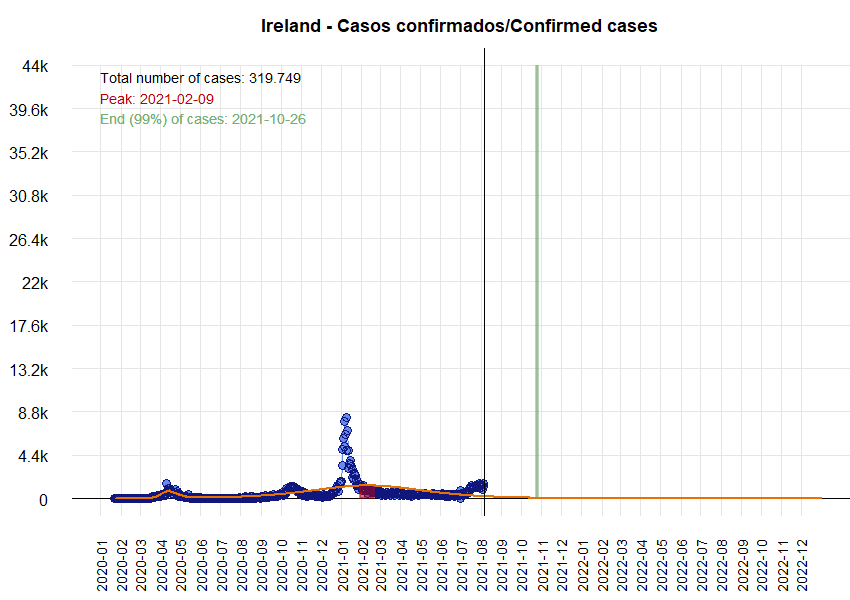 Ireland - Casos confirmados/Confirmed cases
44k
39.6k
35.2k
30.8k
26.4k
22k
17.6k
13.2k
8.8k
4.4k
0
Total number of cases: 319.749
Peak: 2021-02-09
End (99%) of cases: 2021-10-26
2020-01
2020-02
2020-03
2020-04
2020-05
2020-06
2020-07
2020-08
2020-09
2020-10
2020-11
2020-12
2021-01
2021-02
2021-03
2021-04
2021-05
2021-06
2021-07
2021-08
2021-09
2021-10
2021-11
2021-12
2022-01
2022-02
2022-03
2022-04
2022-05
2022-06
2022-07
2022-08
2022-09
2022-10
2022-11
2022-12